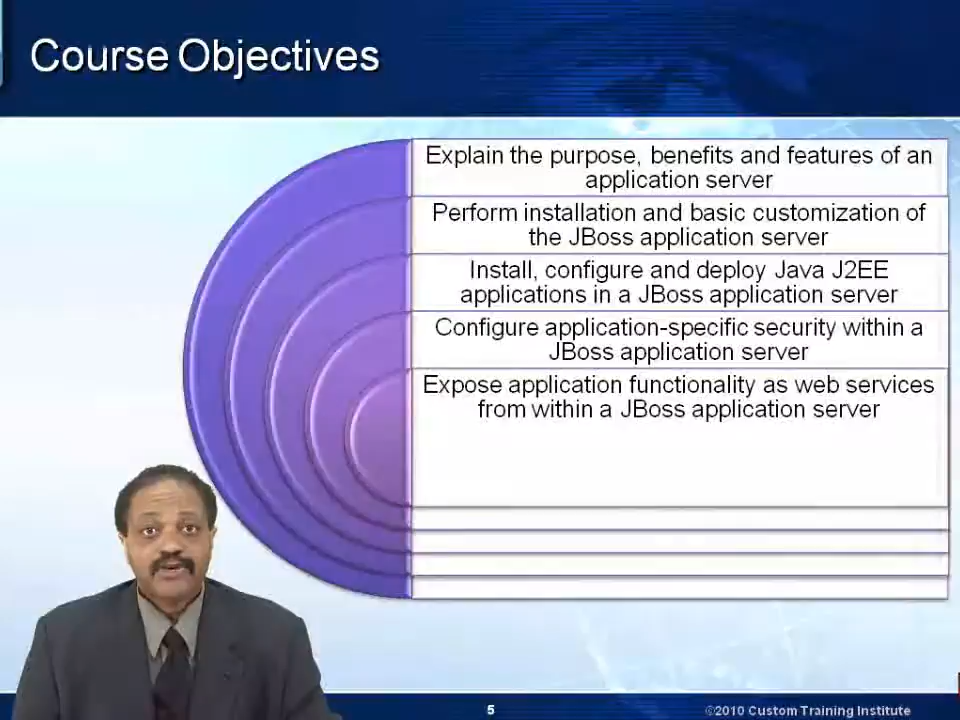 Course Objectives
Explain the purpose, benefits and features of an
application server
Perform installation and basic customization of
the JBoss application server
Install, configure and deploy Java J2EE
applications in a JBoss application server
Configure application-specific security within a
JBoss application server
Expose application functionality as web services
from within a JBoss application server
5
©2010 Custom Training Institute